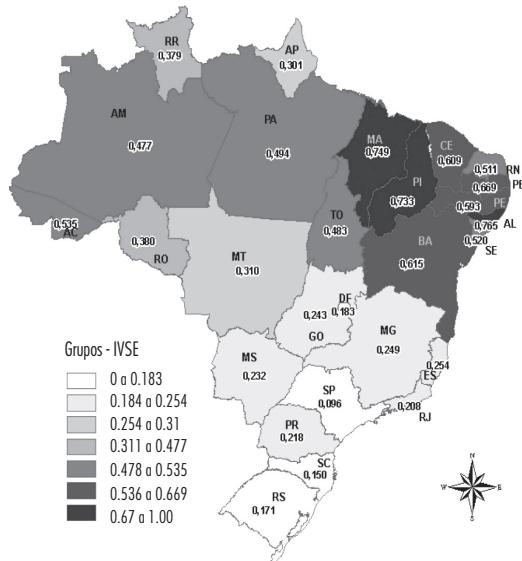 RR
0,379
AP
0,301
AM
0,477
PA
0,494
MA
0,749
CE
0,609
RN
0,511
PB
0,669
PI
0,733
PE
0,593
AL
0,765
SE
0,520
AC
0,535
RO
0,380
TO
0,483
BA
0,615
MT
0,310
DF
0,183
GO
0,243
MG
0,249
ES
0,254
MS
0,232
SP
0,096
RJ
0,208
PR
0,218
SC
0,150
RS
0,171
Grupos - IVSE
0 a 0.183
0.184 a 0.254
0.254 a 0.31
0.311 a 0.477
0.478 a 0.535
0.536 a 0.669
0.67 a 1.00
N
W
E
S